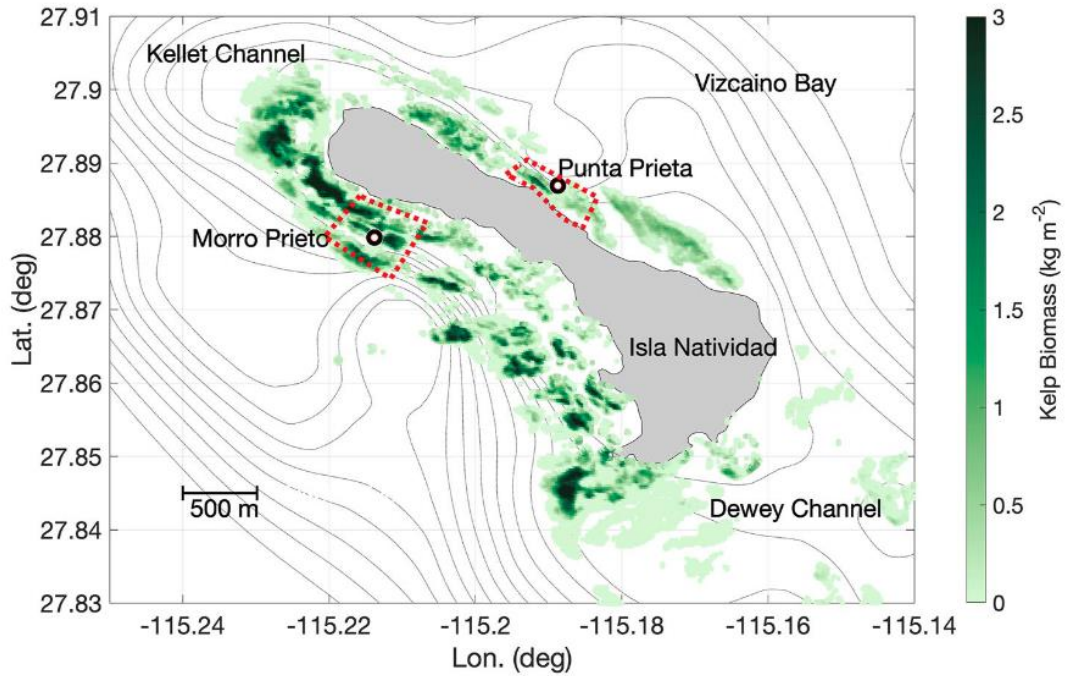 27.91
27.9
27.89
27.88
27.87
27.86
27.85
27.84
27.83
Lat. (deg)
Kellet Channel
Vizcaino Bay
Punta Prieta
Morro Prieto
Isla Natividad
500 m
Dewey Channel
-115.24
-115.22
-115.2
-115.18
-115.16
-115.14
Lon. (deg)
3
2.5
2
1.5
1
0.5
0
Kelp Biomass (kg m-2)